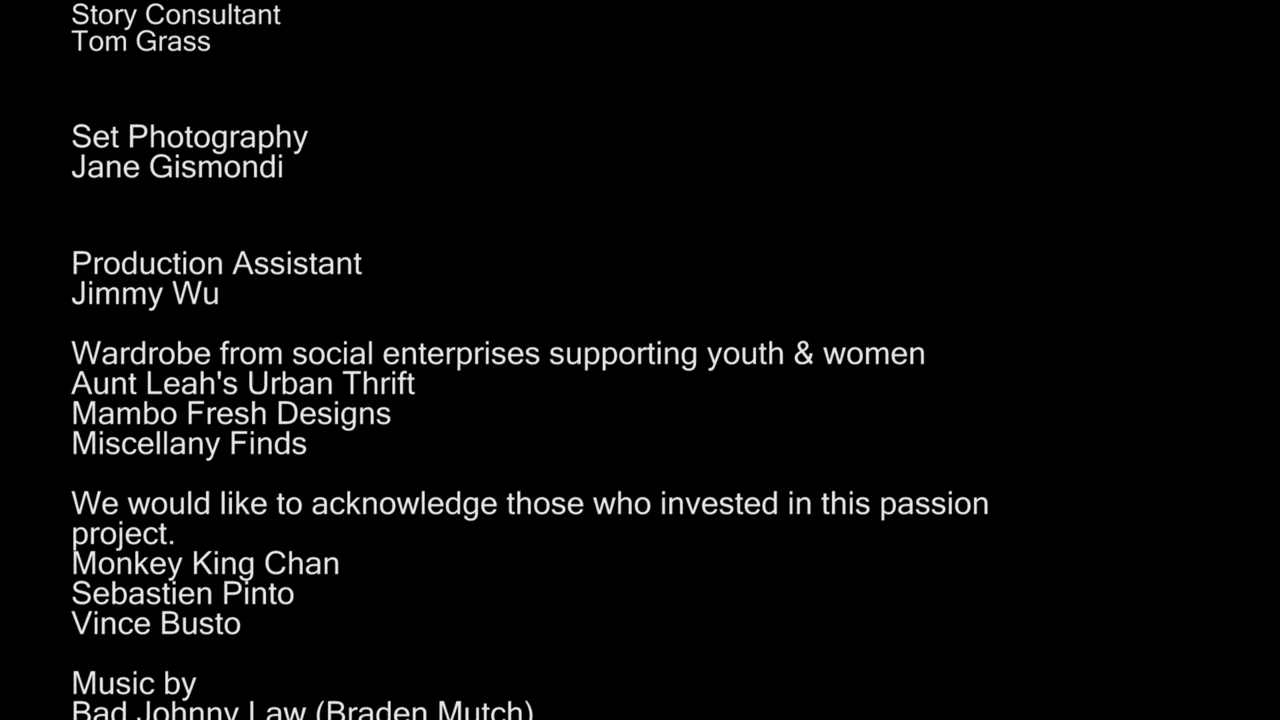 Story Consultant
Tom Grass
Set Photography
Jane Gismondi
Production Assistant
Jimmy Wu
Wardrobe from social enterprises supporting youth & women
Aunt Leah's Urban Thrift
Mambo Fresh Designs
Miscellany Finds
We would like to acknowledge those who invested in this passion
project.
Monkey King Chan
Sebastien Pinto
Vince Busto
Music by
Bad Johnny Law (Braden Mutch)